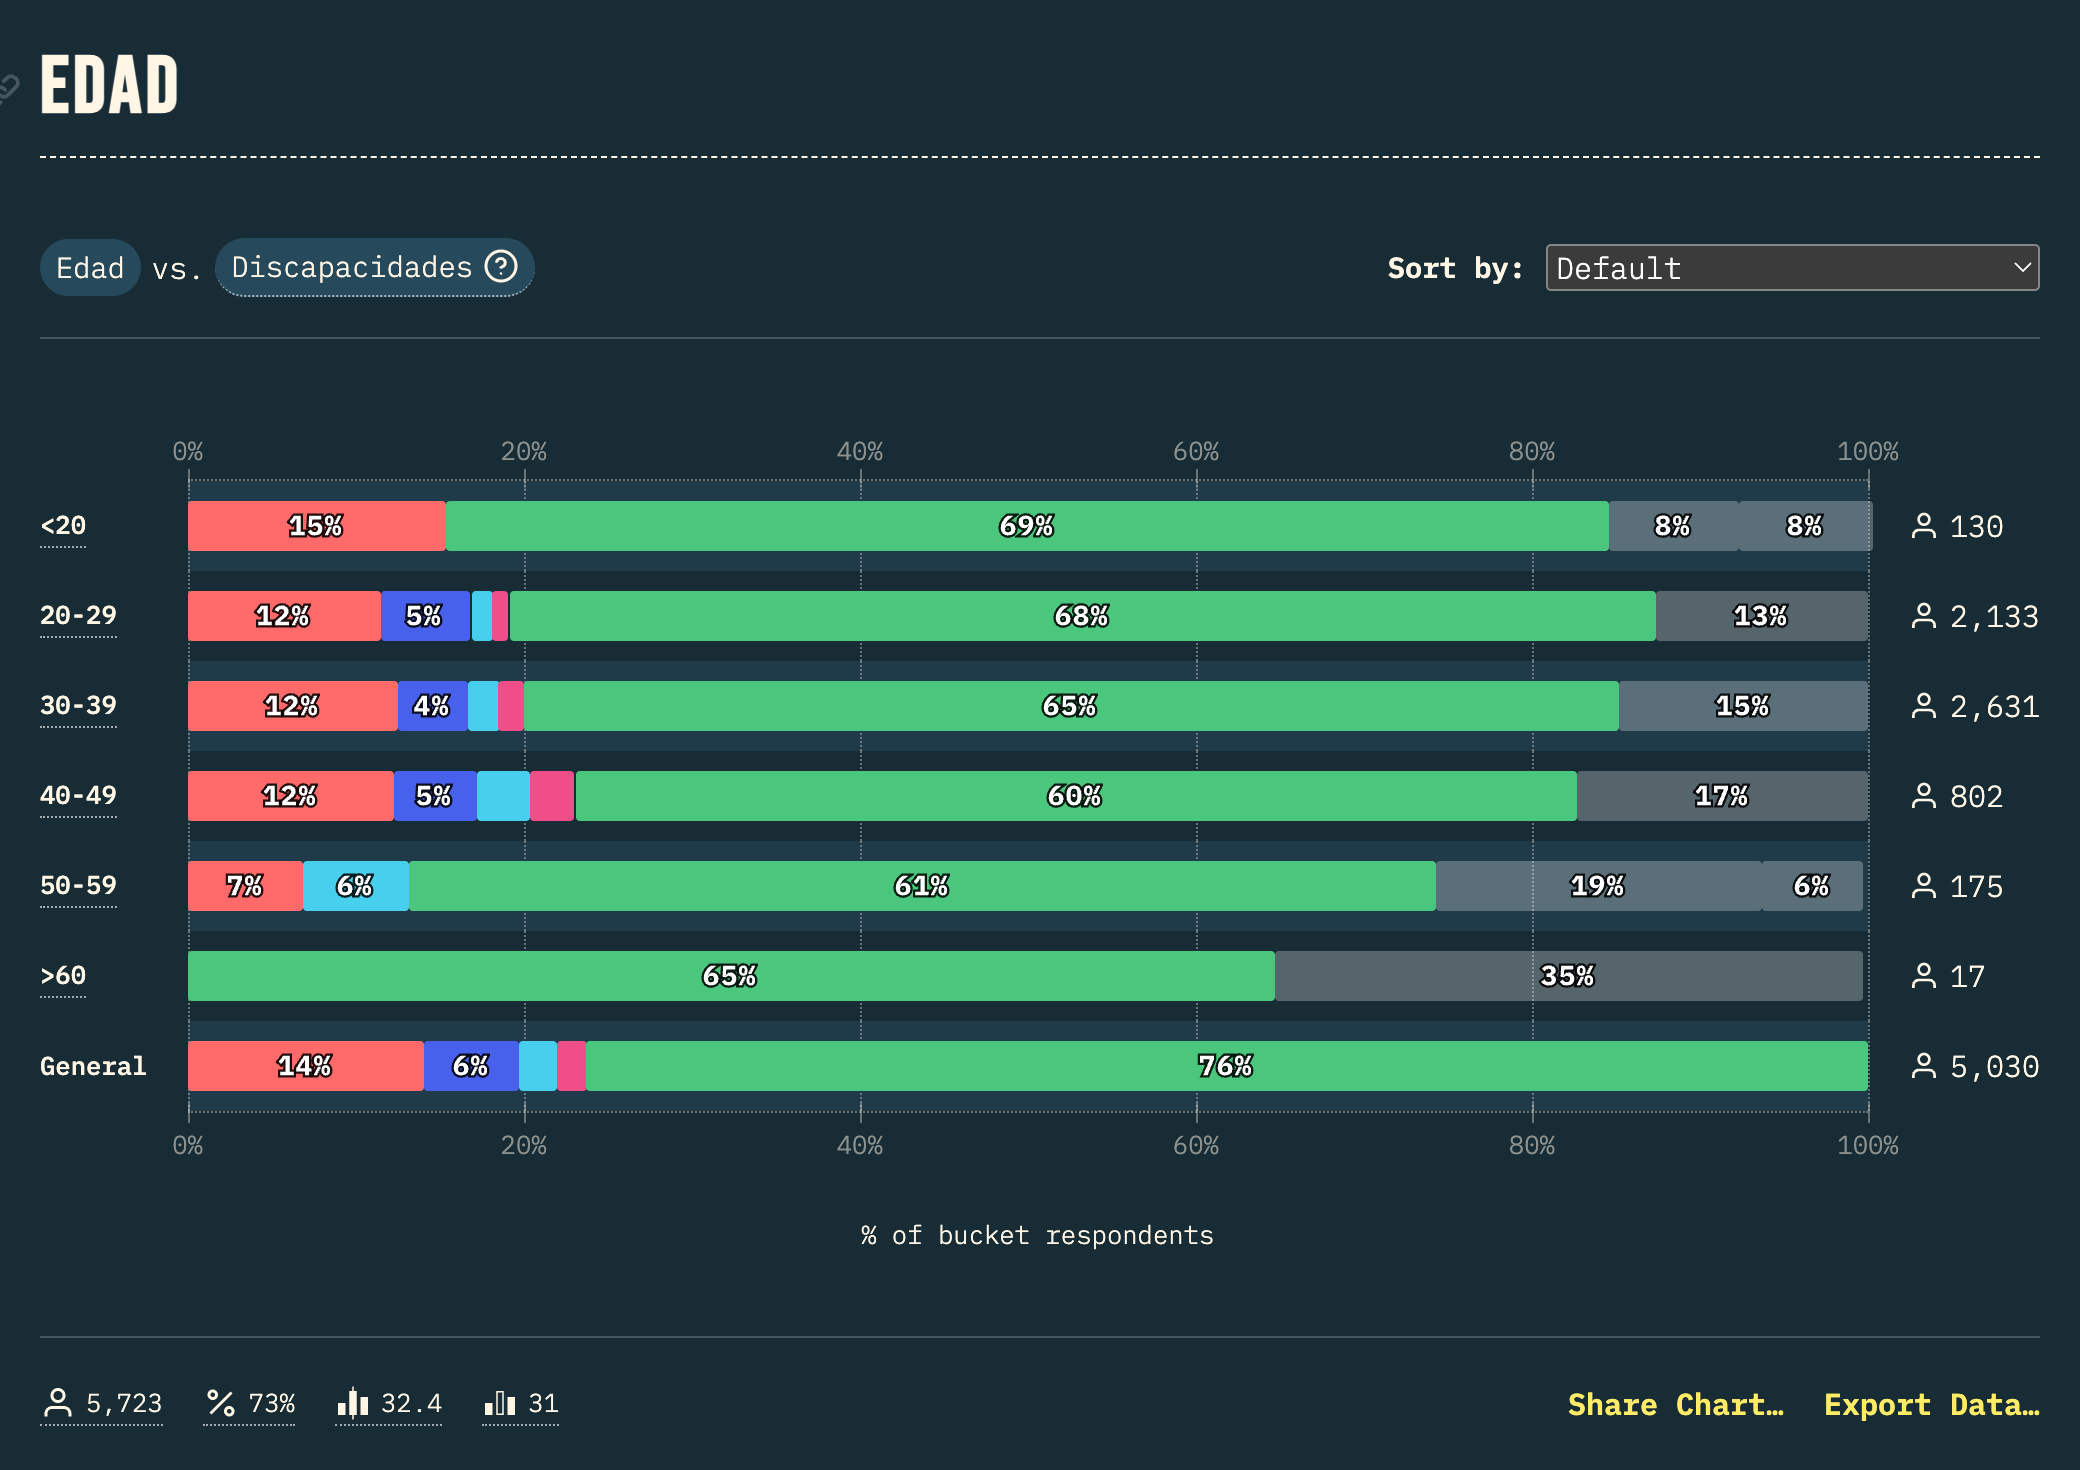 EDAD
Edad vs. Discapacidades ? Sort by: Default
0% 20% 40% 60% 80% 100%
<20 15% 69% 8% 8% 130
20-29 12% 5% 68% 13% 2,133
30-39 12% 4% 65% 15% 2,631
40-49 12% 5% 60% 17% 802
50-59 7% 6% 61% 19% 6% 175
>60 65% 35% 17
General 14% 6% 76% 5,030
0% 20% 40% 60% 80% 100%
% of bucket respondents
5,723 % 73% 32.4 31 Share Chart… Export Data…